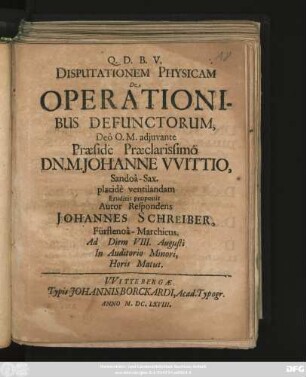 Q. D. B. V.
DISPUTATIONEM PHYSICAM
De
OPERATIONI-
BUS DEFUNCTORUM,
Deô O. M. adjuvante
Præside Præclarissimô
DN. M. JOHANNE VVITTIO,
Sandoâ-Sax.
placidè ventilandam
Eruditis proponit
Autor Respondens
JOHANNES SCHREIBER,
Fürstenoâ-Marchicus,
Ad Diem VIII. Augusti
In Auditorio Minori,
Horis Matut.
VVITTEBERGÆ
Typis JOHANNIS BORCKARDI, Acad. Typogr.
ANNO M. DC. LXVIII.